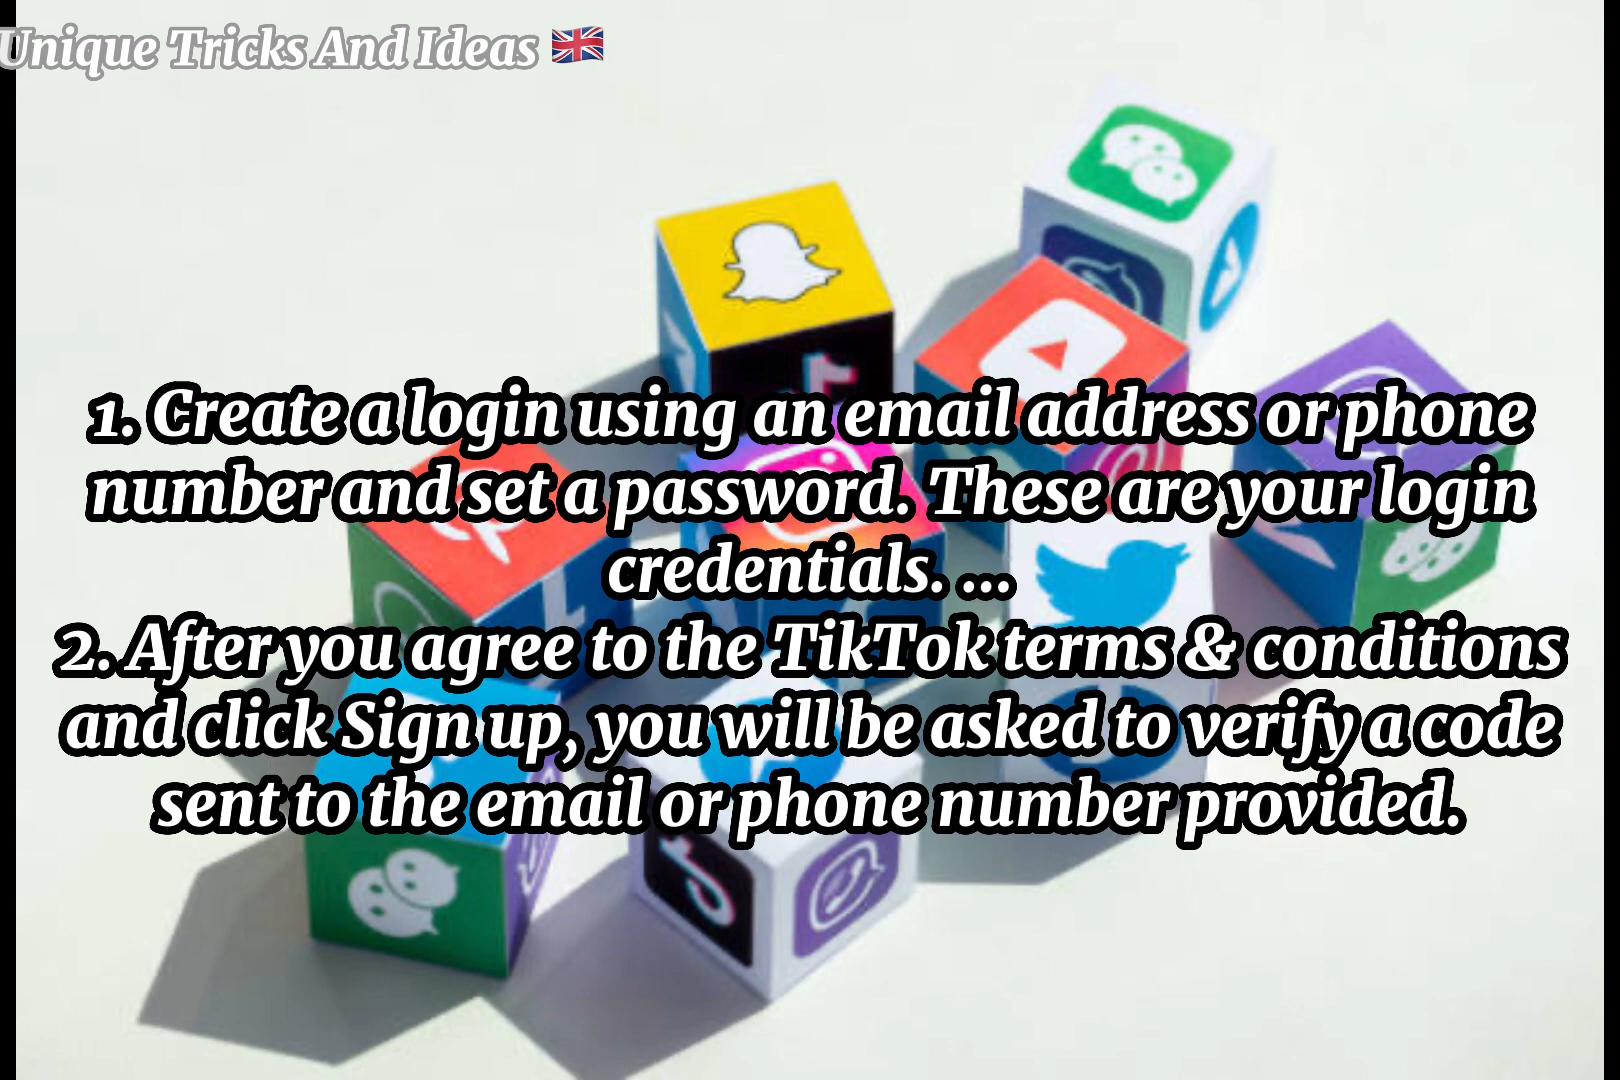 Unique Tricks And Ideas 🇬🇧
1. Create a login using an email address or phone
number and set a password. These are your login
credentials. ...
2. After you agree to the TikTok terms & conditions
and click Sign up, you will be asked to verify a code
sent to the email or phone number provided.